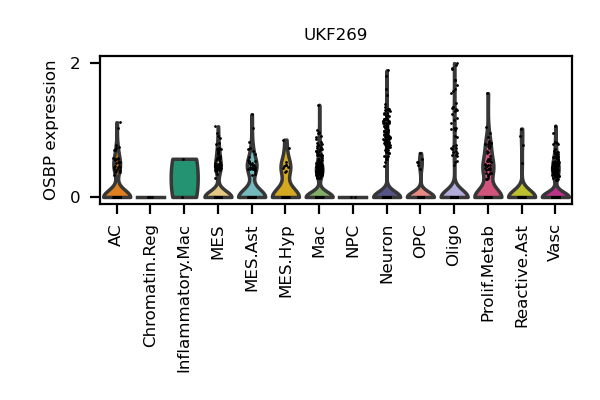 UKF269
OSBP expression
2
0
AC
Chromatin.Reg
Inflammatory.Mac
MES
MES.Ast
MES.Hyp
Mac
NPC
Neuron
OPC
Oligo
Prolif.Metab
Reactive.Ast
Vasc